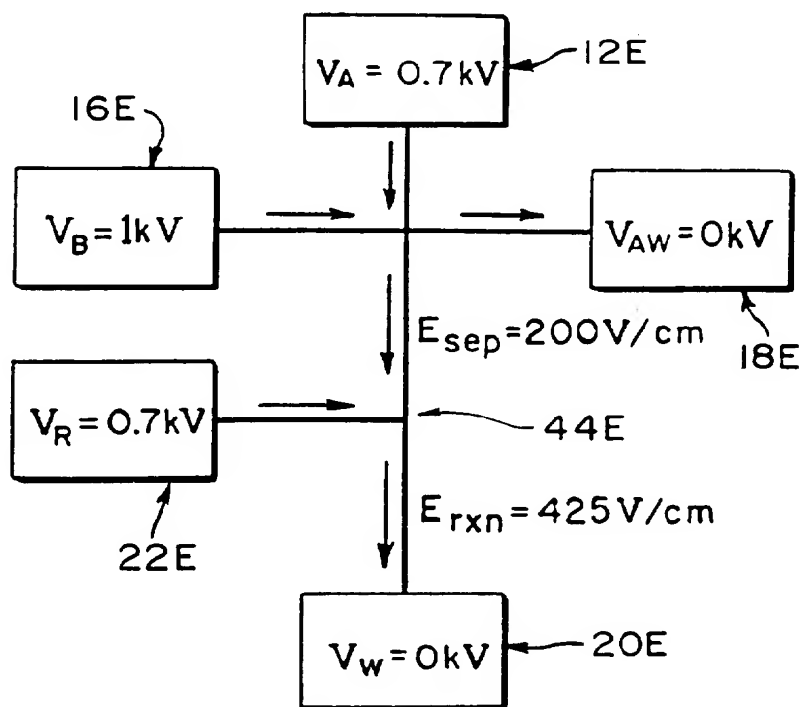 V_A = 0.7kV
12E
16E
V_B = 1kV
V_AW = 0kV
18E
E_sep = 200V/cm
V_R = 0.7kV
44E
22E
E_rxn = 425V/cm
V_W = 0kV
20E